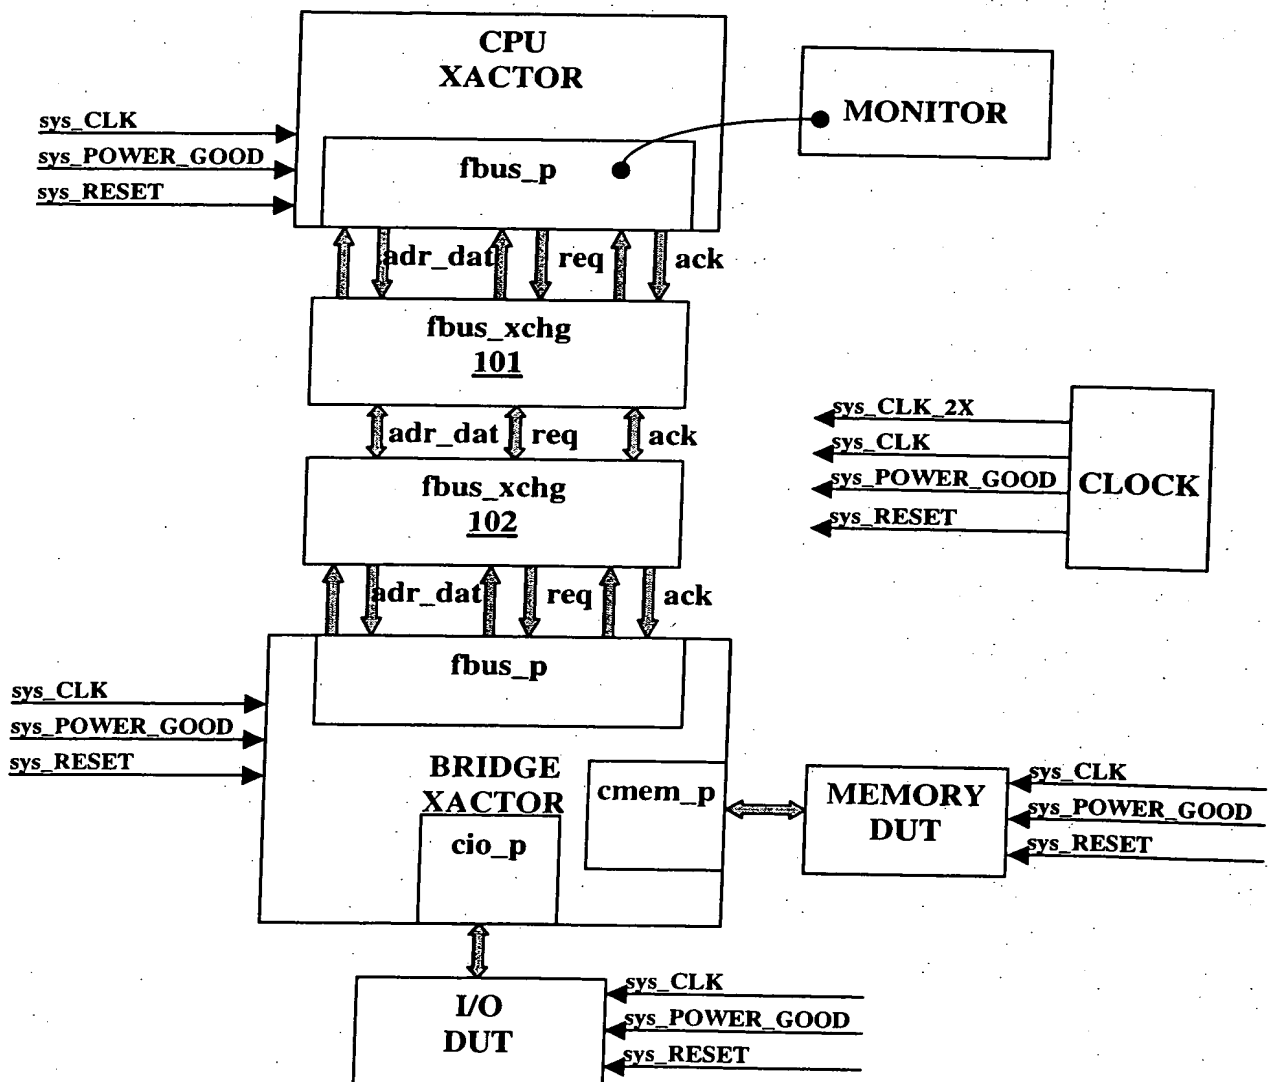 CPU
XACTOR
MONITOR
sys_CLK
sys_POWER_GOOD
sys_RESET
fbus_p
adr_dat
req
ack
fbus_xchg
101
adr_dat
req
ack
fbus_xchg
102
sys_CLK_2X
sys_CLK
sys_POWER_GOOD
sys_RESET
CLOCK
adr_dat
req
ack
fbus_p
sys_CLK
sys_POWER_GOOD
sys_RESET
BRIDGE
XACTOR
cmem_p
cio_p
MEMORY
DUT
sys_CLK
sys_POWER_GOOD
sys_RESET
I/O
DUT
sys_CLK
sys_POWER_GOOD
sys_RESET